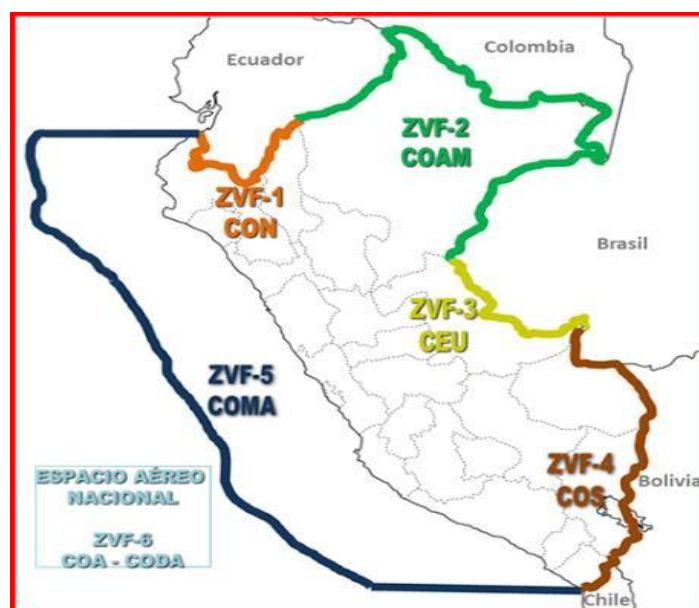 Ecuador
Colombia
ZVF-2
COAM
ZVF-1
CON
Brasil
ZVF-3
CEU
ZVF-5
COMA
ZVF-4
COS
Bolivia
ESPACIO AÉREO
NACIONAL
ZVF-6
COA - CODA
Chile